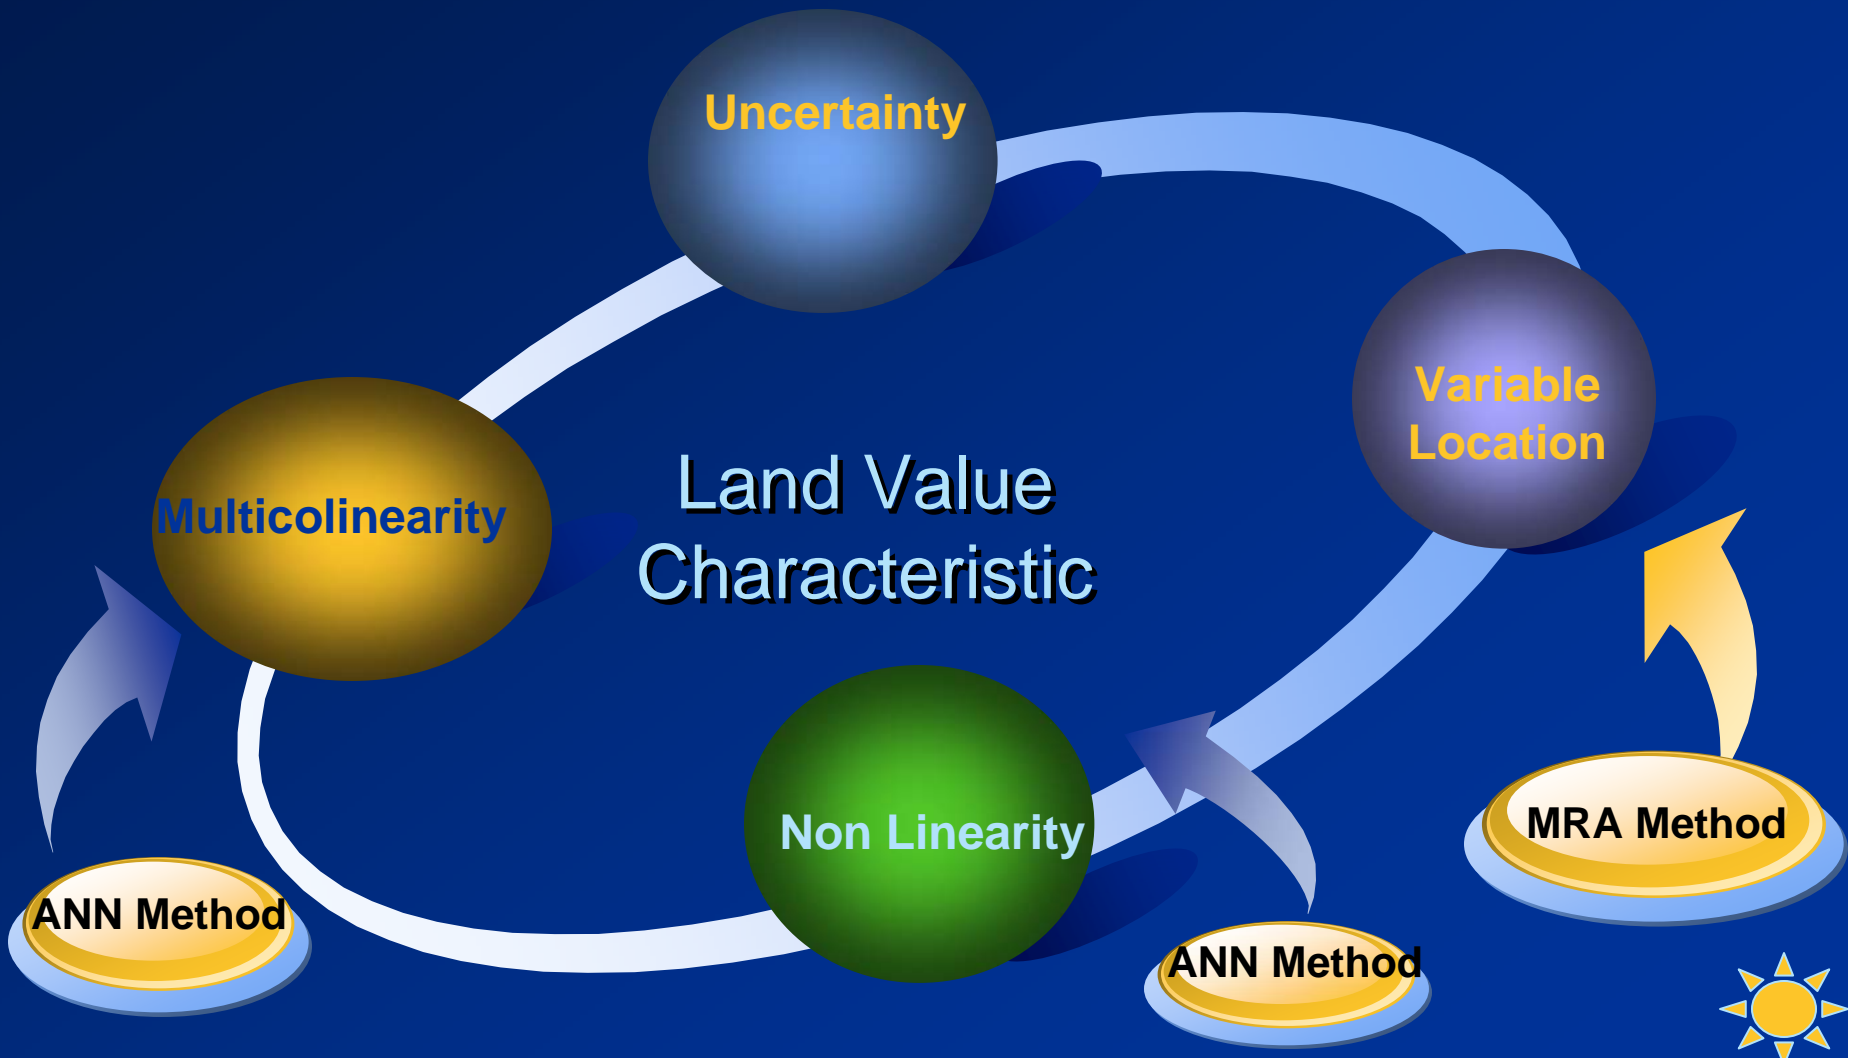 Uncertainty
Variable
Location
Multicolinearity
Land Value
Characteristic
Non Linearity
MRA Method
ANN Method
ANN Method